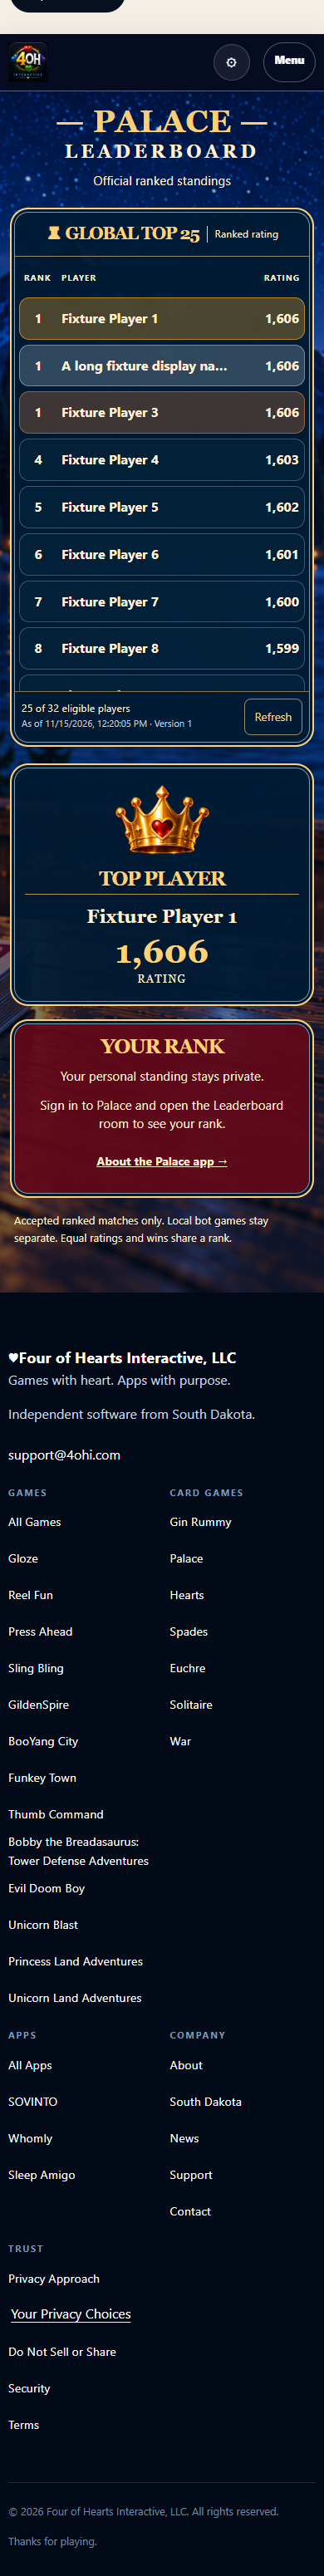 4OH
INTERACTIVE
Menu
PALACE
LEADERBOARD
Official ranked standings
GLOBAL TOP 25 | Ranked rating
RANK PLAYER RATING
1 Fixture Player 1 1,606
1 A long fixture display na... 1,606
1 Fixture Player 3 1,606
4 Fixture Player 4 1,603
5 Fixture Player 5 1,602
6 Fixture Player 6 1,601
7 Fixture Player 7 1,600
8 Fixture Player 8 1,599
25 of 32 eligible players
As of 11/15/2026, 12:20:05 PM · Version 1
Refresh
TOP PLAYER
Fixture Player 1
1,606
RATING
YOUR RANK
Your personal standing stays private.
Sign in to Palace and open the Leaderboard
room to see your rank.
About the Palace app →
Accepted ranked matches only. Local bot games stay
separate. Equal ratings and wins share a rank.
♥Four of Hearts Interactive, LLC
Games with heart. Apps with purpose.
Independent software from South Dakota.
support@4ohi.com
GAMES
All Games
Gloze
Reel Fun
Press Ahead
Sling Bling
GildenSpire
BooYang City
Funkey Town
Thumb Command
Bobby the Breadasaurus:
Tower Defense Adventures
Evil Doom Boy
Unicorn Blast
Princess Land Adventures
Unicorn Land Adventures
CARD GAMES
Gin Rummy
Palace
Hearts
Spades
Euchre
Solitaire
War
APPS
All Apps
SOVINTO
Whomly
Sleep Amigo
COMPANY
About
South Dakota
News
Support
Contact
TRUST
Privacy Approach
Your Privacy Choices
Do Not Sell or Share
Security
Terms
© 2026 Four of Hearts Interactive, LLC. All rights reserved.
Thanks for playing.